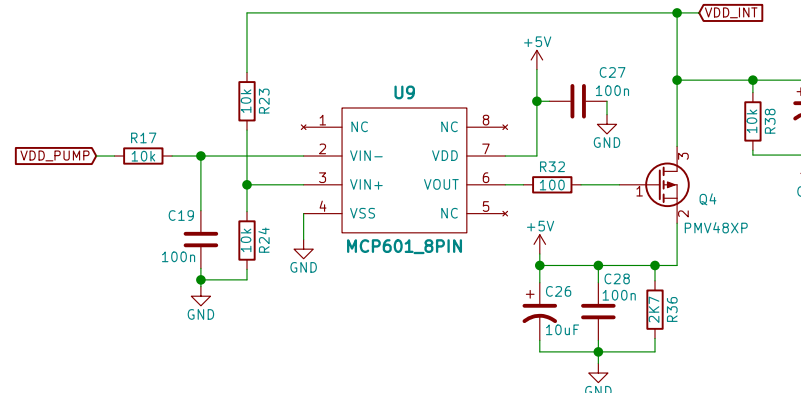 VDD_INT
+5V
C27
100n
GND
U9
10k
R23
1
NC
NC
8
R17
VDD_PUMP
10k
2
VIN-
VDD
7
3
VIN+
VOUT
6
4
VSS
NC
5
MCP601_8PIN
R32
100
10k
R38
+
3
1
Q4
2
PMV48XP
C19
100n
10k
R24
GND
GND
+5V
+
C26
10uF
C28
100n
2K7
R36
GND